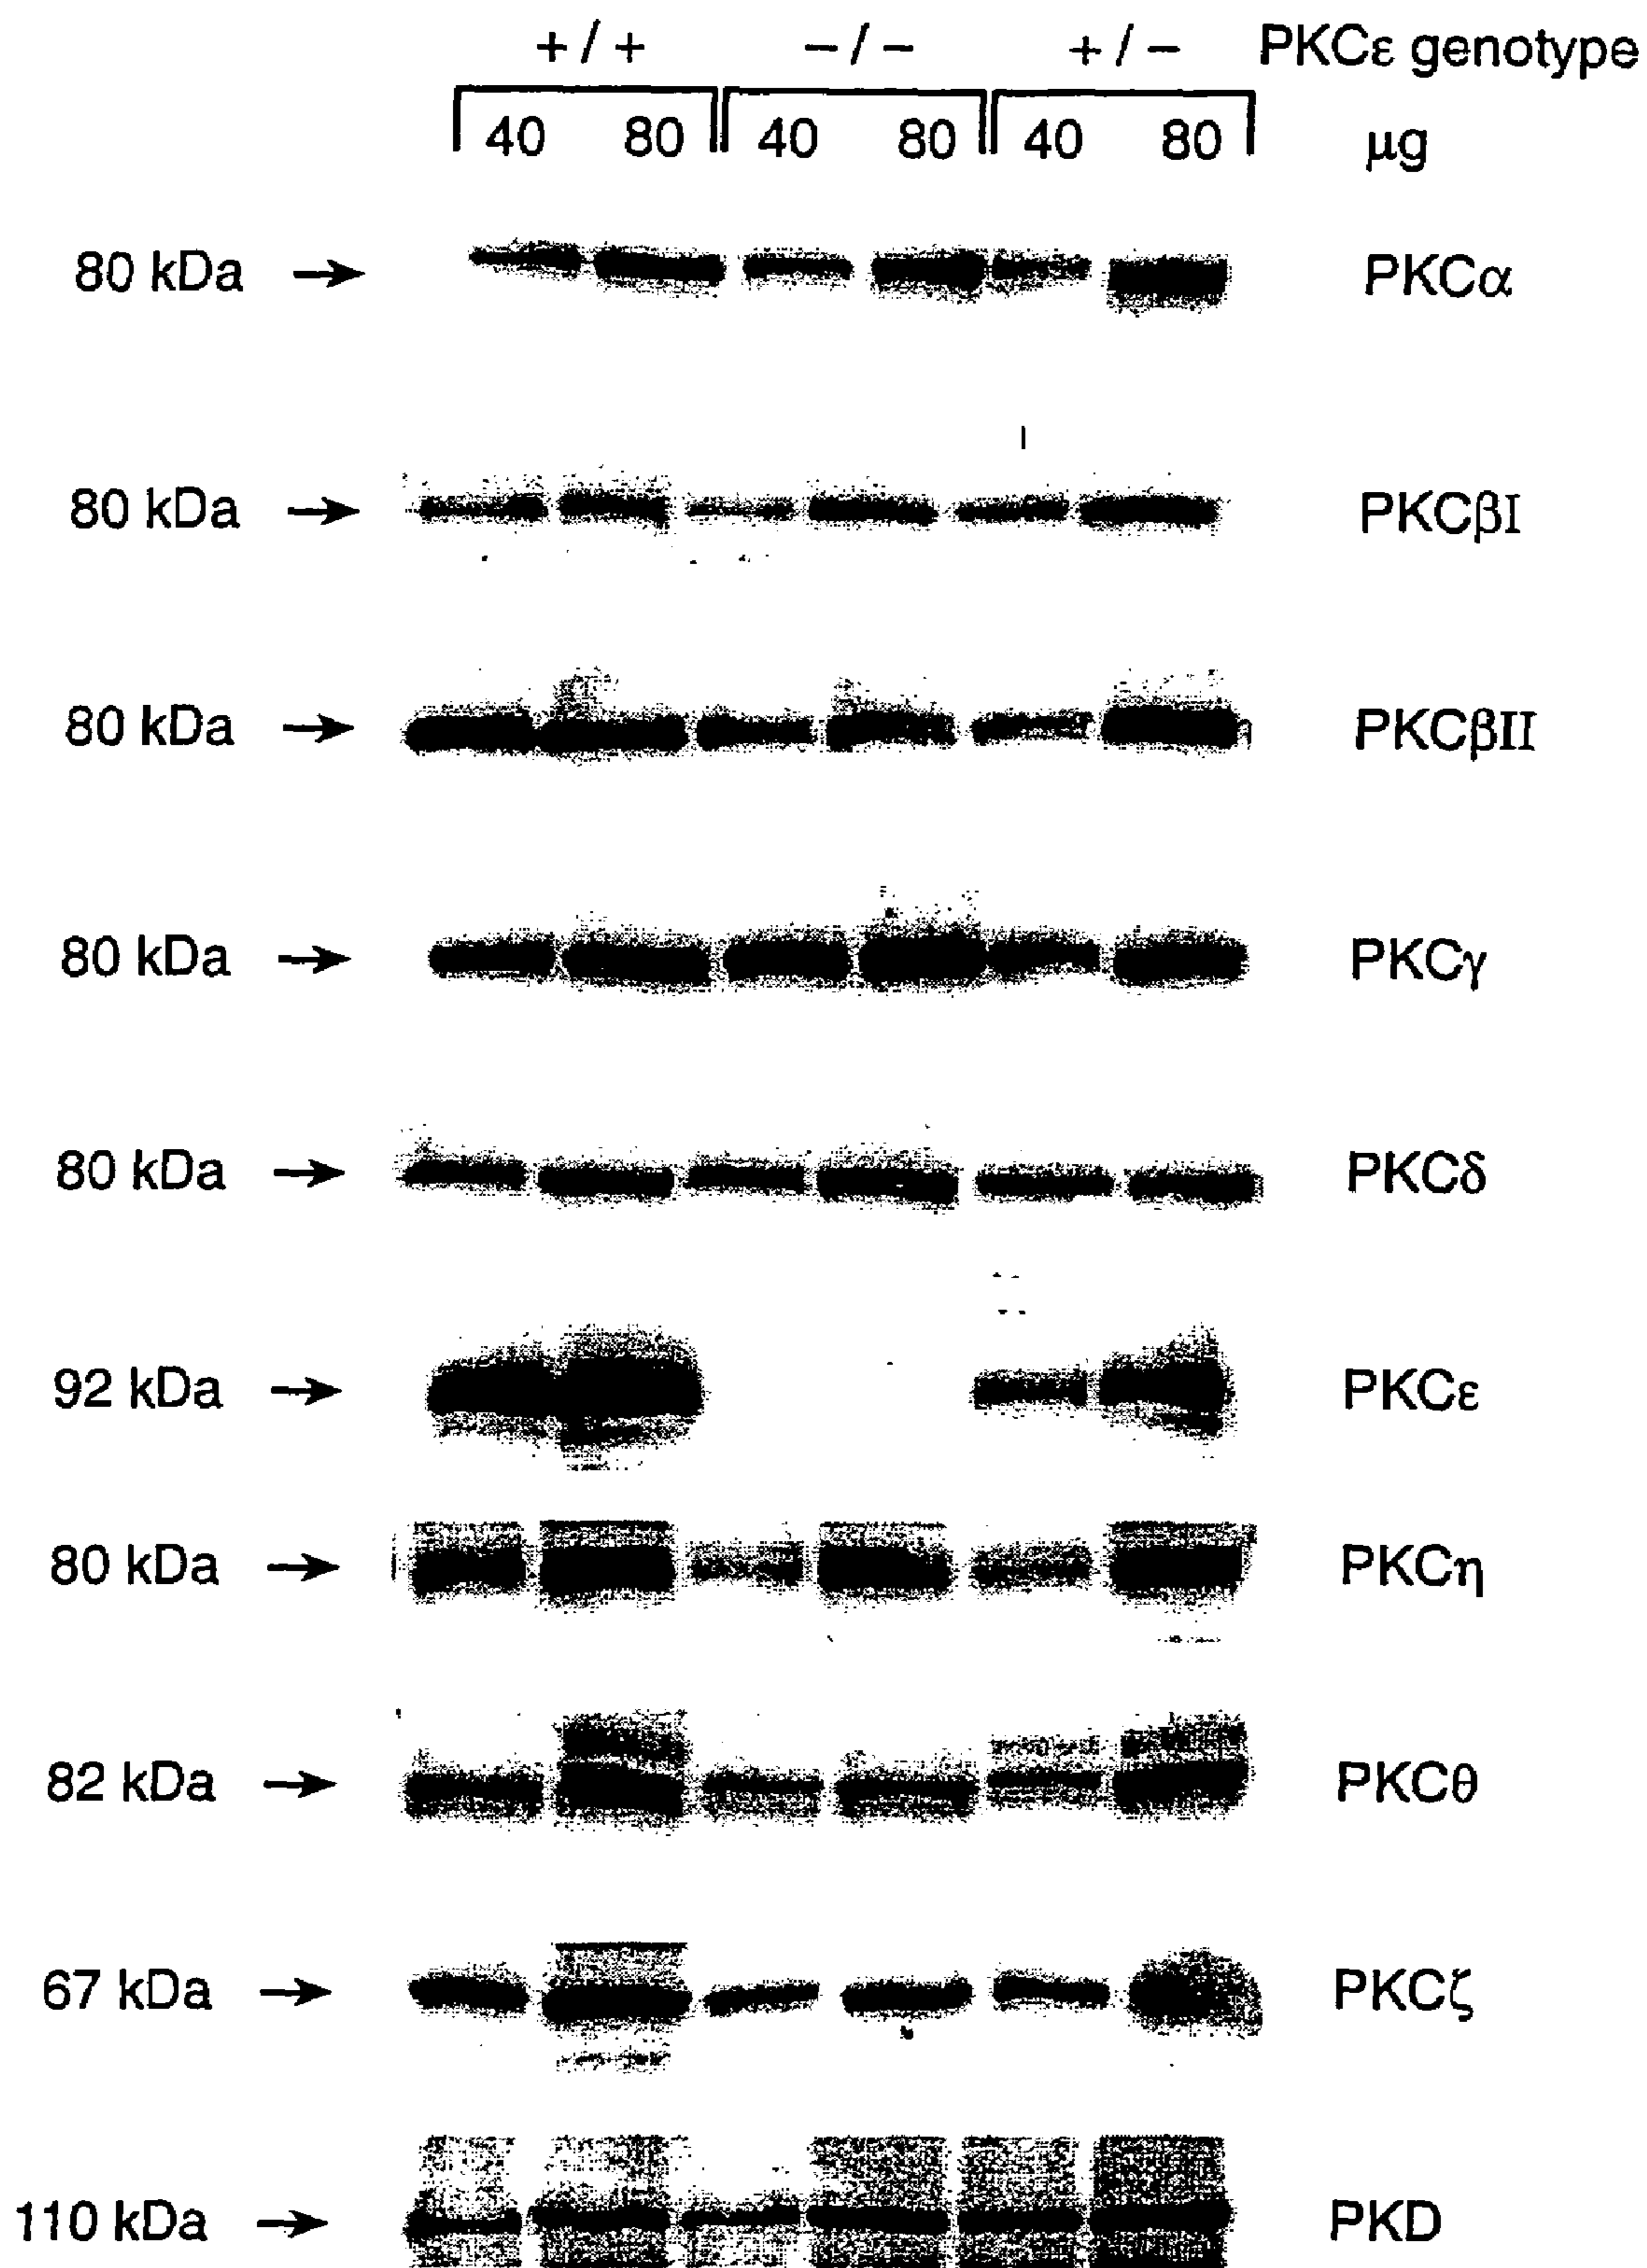 + / + − / − + / − PKCε genotype
40 80 40 80 40 80 µg
80 kDa → PKCα
80 kDa → PKCβI
80 kDa → PKCβII
80 kDa → PKCγ
80 kDa → PKCδ
92 kDa → PKCε
80 kDa → PKCη
82 kDa → PKCθ
67 kDa → PKCζ
110 kDa → PKD